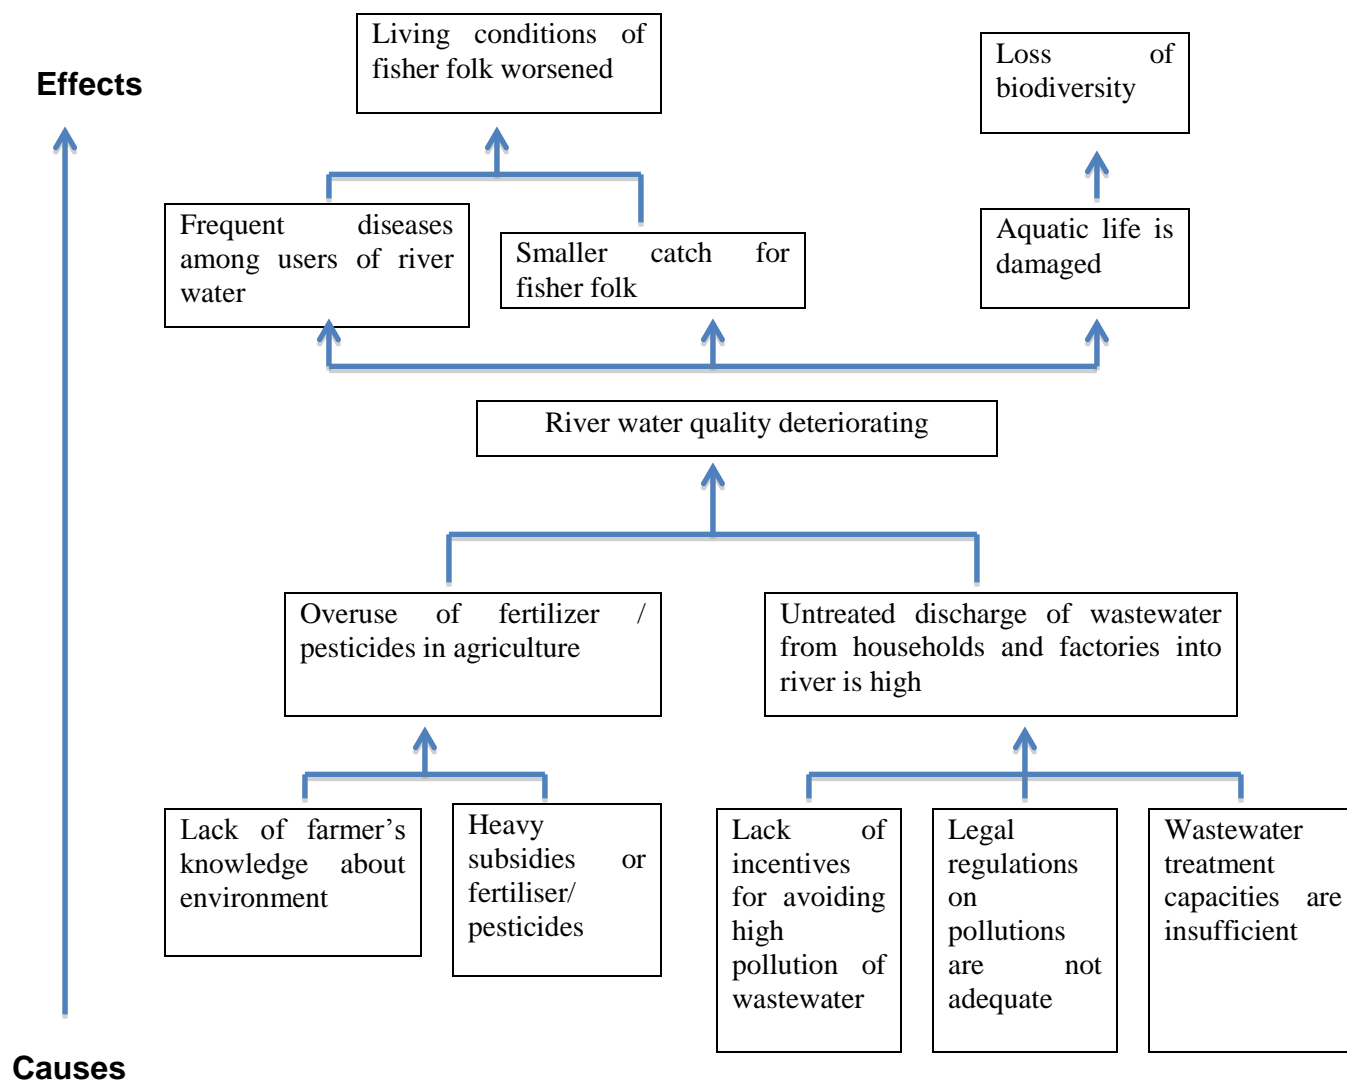 Living conditions of
fisher folk worsened
Loss of
biodiversity
Effects
Frequent diseases
among users of river
water
Smaller catch for
fisher folk
Aquatic life is
damaged
River water quality deteriorating
Overuse of fertilizer /
pesticides in agriculture
Untreated discharge of wastewater
from households and factories into
river is high
Lack of farmer’s
knowledge about
environment
Heavy
subsidies or
fertiliser/
pesticides
Lack of
incentives
for avoiding
high
pollution of
wastewater
Legal
regulations
on
pollutions
are not
adequate
Wastewater
treatment
capacities are
insufficient
Causes